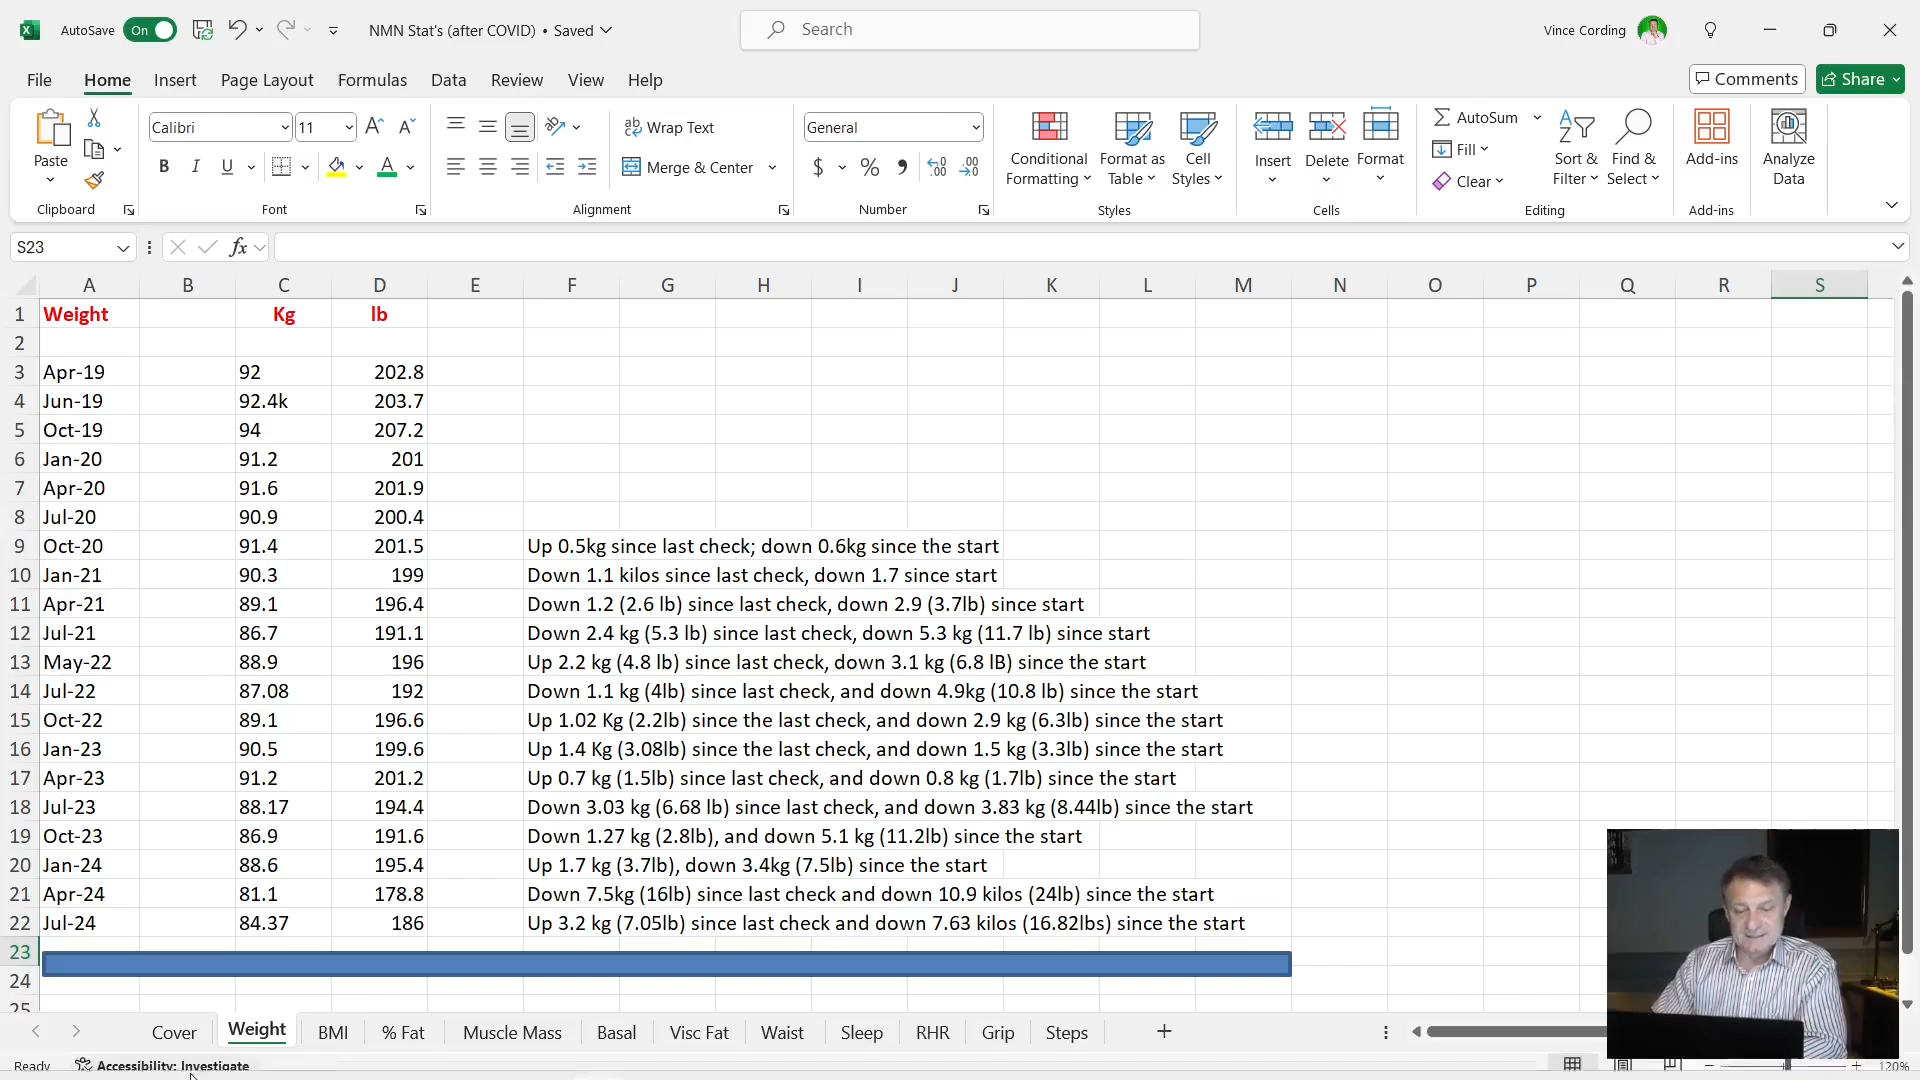 AutoSave On NMN Stat's (after COVID) • Saved Search Vince Cording
File Home Insert Page Layout Formulas Data Review View Help Comments Share
Paste Calibri 11 Wrap Text General Conditional Formatting Format as Table Cell Styles Insert Delete Format AutoSum Sort & Filter Find & Select Add-ins Analyze Data
B I U A Merge & Center $ % Fill
Clear
Clipboard Font Alignment Number Styles Cells Editing Add-ins
S23 fx
A B C D E F G H I J K L M N O P Q R S
1 Weight Kg lb
2
3 Apr-19 92 202.8
4 Jun-19 92.4k 203.7
5 Oct-19 94 207.2
6 Jan-20 91.2 201
7 Apr-20 91.6 201.9
8 Jul-20 90.9 200.4
9 Oct-20 91.4 201.5 Up 0.5kg since last check; down 0.6kg since the start
10 Jan-21 90.3 199 Down 1.1 kilos since last check, down 1.7 since start
11 Apr-21 89.1 196.4 Down 1.2 (2.6 lb) since last check, down 2.9 (3.7lb) since start
12 Jul-21 86.7 191.1 Down 2.4 kg (5.3 lb) since last check, down 5.3 kg (11.7 lb) since start
13 May-22 88.9 196 Up 2.2 kg (4.8 lb) since last check, down 3.1 kg (6.8 lB) since the start
14 Jul-22 87.08 192 Down 1.1 kg (4lb) since last check, and down 4.9kg (10.8 lb) since the start
15 Oct-22 89.1 196.6 Up 1.02 Kg (2.2lb) since the last check, and down 2.9 kg (6.3lb) since the start
16 Jan-23 90.5 199.6 Up 1.4 Kg (3.08lb) since the last check, and down 1.5 kg (3.3lb) since the start
17 Apr-23 91.2 201.2 Up 0.7 kg (1.5lb) since last check, and down 0.8 kg (1.7lb) since the start
18 Jul-23 88.17 194.4 Down 3.03 kg (6.68 lb) since last check, and down 3.83 kg (8.44lb) since the start
19 Oct-23 86.9 191.6 Down 1.27 kg (2.8lb), and down 5.1 kg (11.2lb) since the start
20 Jan-24 88.6 195.4 Up 1.7 kg (3.7lb), down 3.4kg (7.5lb) since the start
21 Apr-24 81.1 178.8 Down 7.5kg (16lb) since last check and down 10.9 kilos (24lb) since the start
22 Jul-24 84.37 186 Up 3.2 kg (7.05lb) since last check and down 7.63 kilos (16.82lbs) since the start
23
24
25
Cover Weight BMI % Fat Muscle Mass Basal Visc Fat Waist Sleep RHR Grip Steps
Ready Accessibility: Investigate 120%